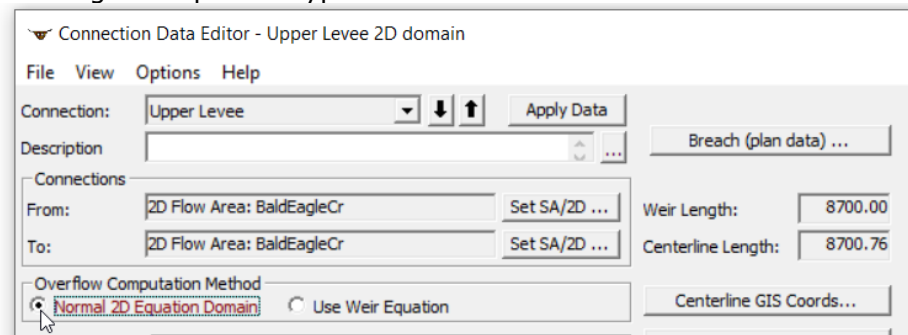 Connection Data Editor - Upper Levee 2D domain
File View Options Help
Connection: Upper Levee Apply Data
Description ... Breach (plan data) ...
Connections
From: 2D Flow Area: BaldEagleCr Set SA/2D ... Weir Length: 8700.00
To: 2D Flow Area: BaldEagleCr Set SA/2D ... Centerline Length: 8700.76
Overflow Computation Method
Normal 2D Equation Domain Use Weir Equation Centerline GIS Coords...